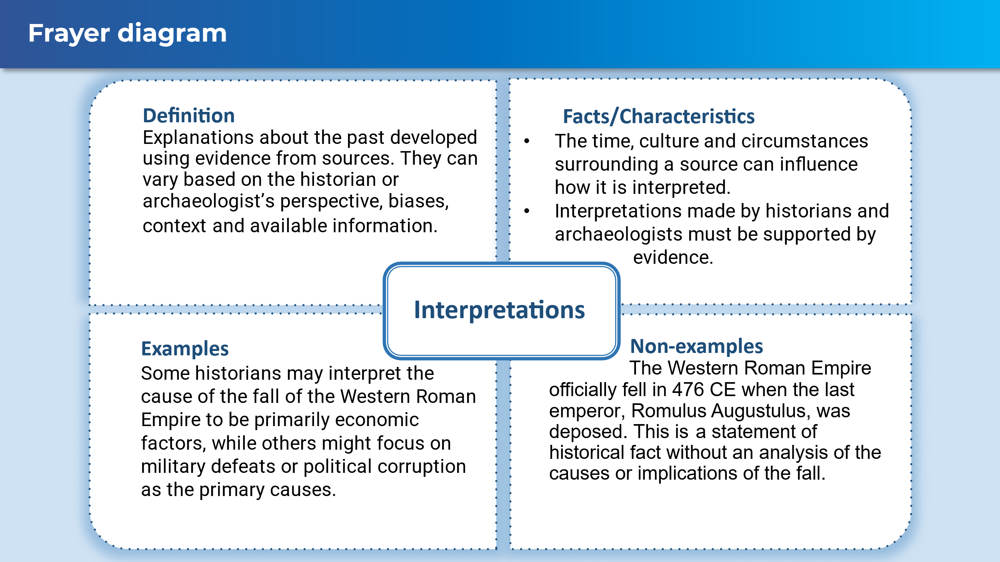 Frayer diagram
Definition
Explanations about the past developed
using evidence from sources. They can
vary based on the historian or
archaeologist’s perspective, biases,
context and available information.
Facts/Characteristics
• The time, culture and circumstances
surrounding a source can influence
how it is interpreted.
• Interpretations made by historians and
archaeologists must be supported by
evidence.
Interpretations
Examples
Some historians may interpret the
cause of the fall of the Western Roman
Empire to be primarily economic
factors, while others might focus on
military defeats or political corruption
as the primary causes.
Non-examples
The Western Roman Empire
officially fell in 476 CE when the last
emperor, Romulus Augustulus, was
deposed. This is a statement of
historical fact without an analysis of the
causes or implications of the fall.